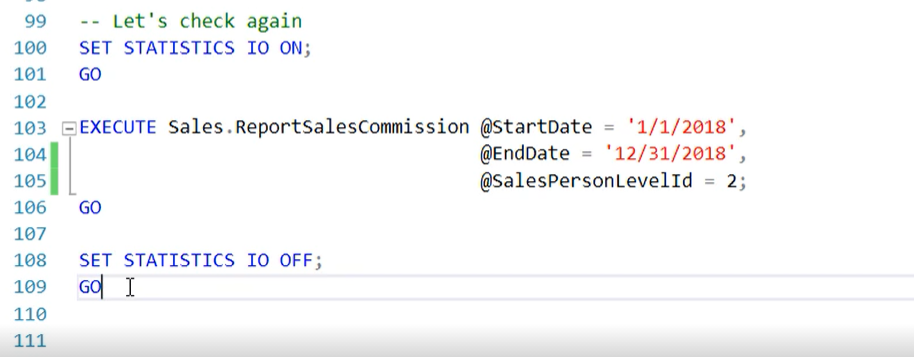 99 -- Let's check again
100 SET STATISTICS IO ON;
101 GO
102
103 EXECUTE Sales.ReportSalesCommission @StartDate = '1/1/2018',
104 @EndDate = '12/31/2018',
105 @SalesPersonLevelId = 2;
106 GO
107
108 SET STATISTICS IO OFF;
109 GO
110
111